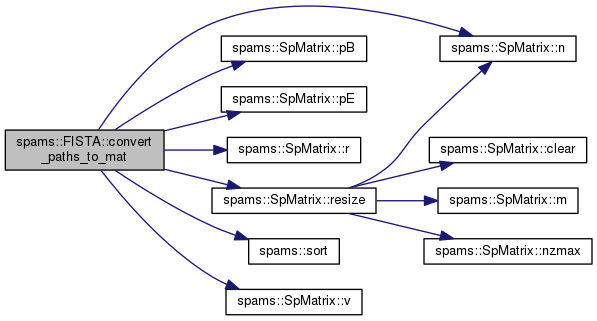 spams::FISTA::convert
_paths_to_mat
spams::SpMatrix::n
spams::SpMatrix::pB
spams::SpMatrix::pE
spams::SpMatrix::r
spams::SpMatrix::resize
spams::SpMatrix::clear
spams::SpMatrix::m
spams::SpMatrix::nzmax
spams::sort
spams::SpMatrix::v